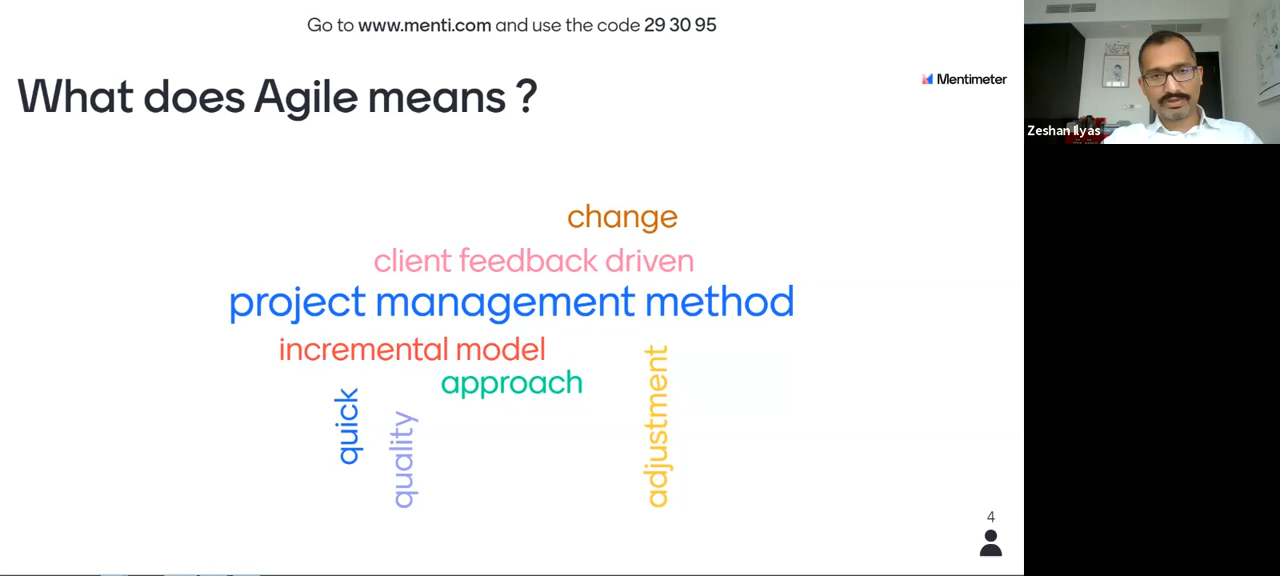 Go to www.menti.com and use the code 29 30 95
What does Agile means ?
Mentimeter
Zeshan Ilyas
change
client feedback driven
project management method
incremental model
approach
quick
quality
adjustment
4